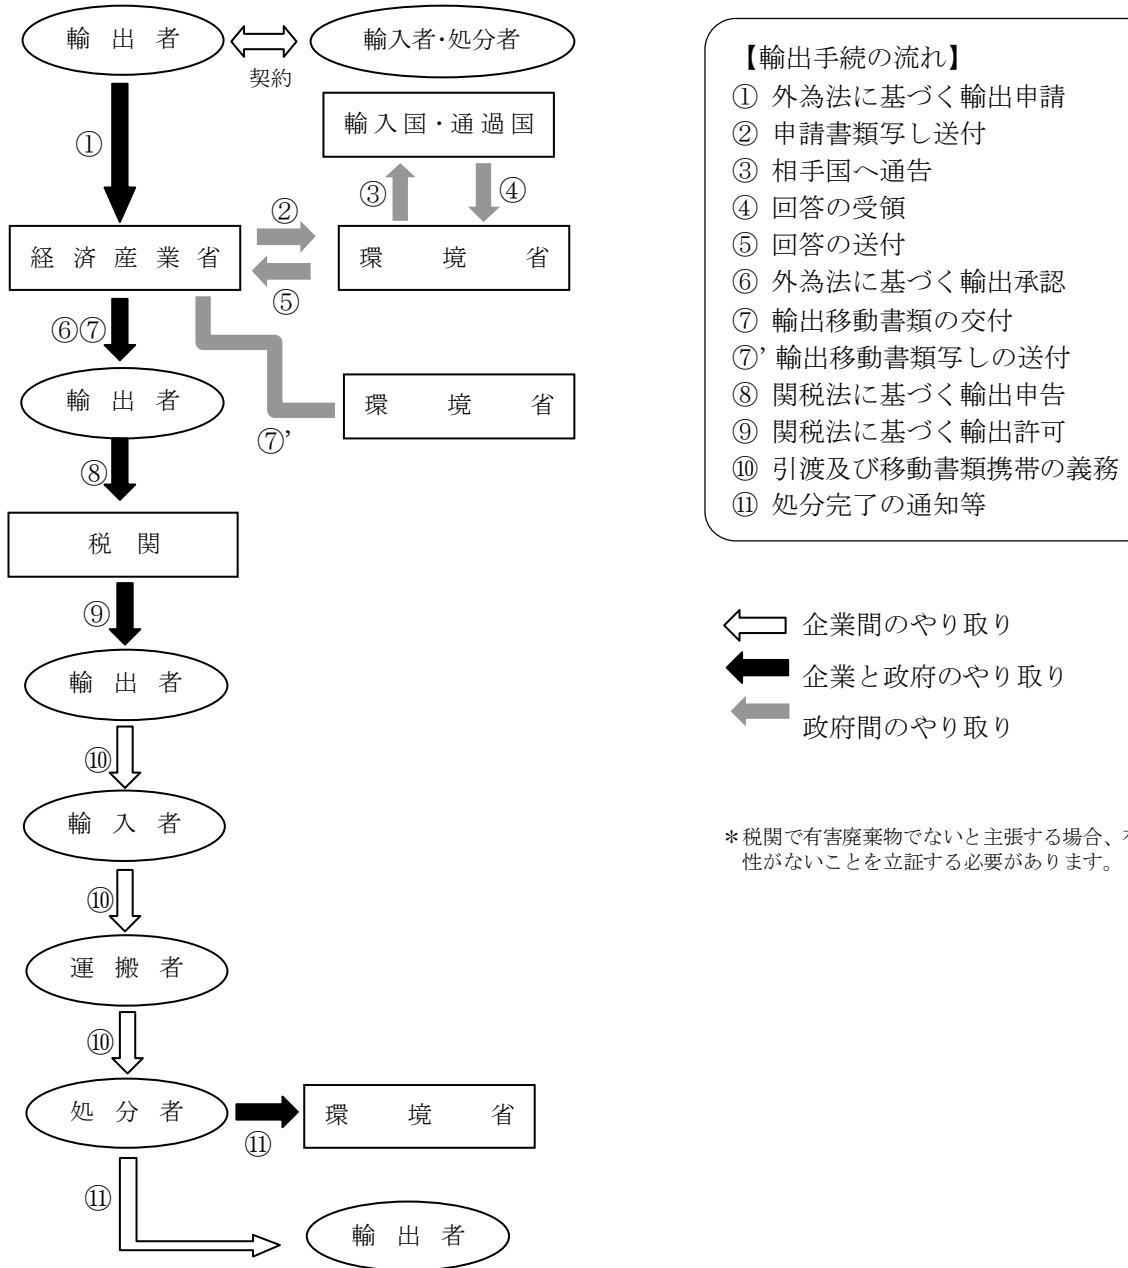 輸出者
輸入者・処分者
契約
輸入国・通過国
①
③
④
②
経済産業省
環境省
⑤
⑥⑦
輸出者
環境省
⑦’
⑧
税関
⑨
輸出者
⑩
輸入者
⑩
運搬者
⑩
処分者
環境省
⑪
⑪
輸出者
【輸出手続の流れ】
① 外為法に基づく輸出申請
② 申請書類写し送付
③ 相手国へ通告
④ 回答の受領
⑤ 回答の送付
⑥ 外為法に基づく輸出承認
⑦ 輸出移動書類の交付
⑦’ 輸出移動書類写しの送付
⑧ 関税法に基づく輸出申告
⑨ 関税法に基づく輸出許可
⑩ 引渡及び移動書類携帯の義務
⑪ 処分完了の通知等
企業間のやり取り
企業と政府のやり取り
政府間のやり取り
＊税関で有害廃棄物でないと主張する場合、
性がないことを立証する必要があります。